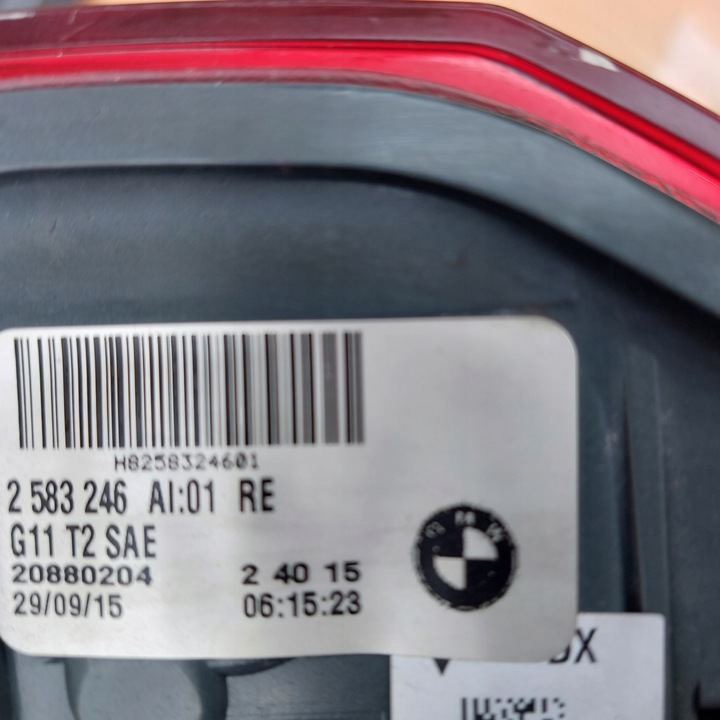 H8258324601
2 583 246 AI:01 RE
G11 T2 SAE
20880204 2 40 15
29/09/15 06:15:23
BMW